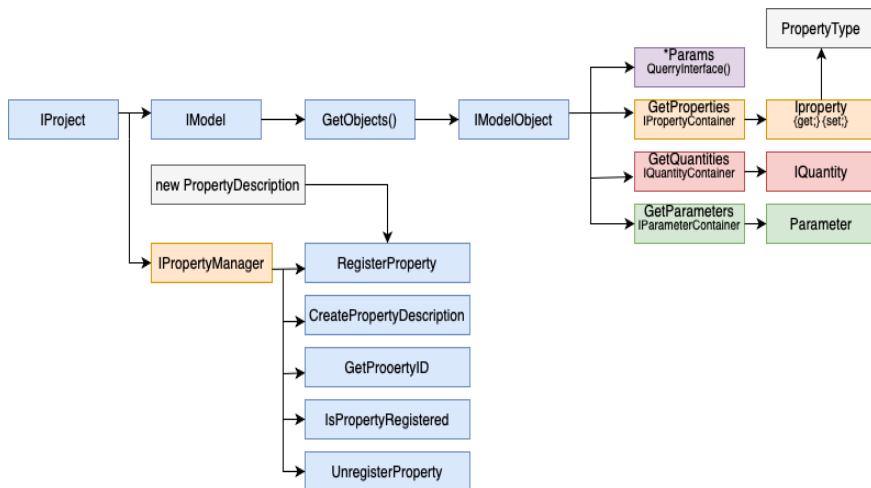 PropertyType
*Params
QuerryInterface()
IProject
IModel
GetObjects()
IModelObject
GetProperties
IPropertyContainer
Iproperty
{get;} {set;}
GetQuantities
IQuantityContainer
IQuantity
new PropertyDescription
GetParameters
IParameterContainer
Parameter
IPropertyManager
RegisterProperty
CreatePropertyDescription
GetProoertyID
IsPropertyRegistered
UnregisterProperty